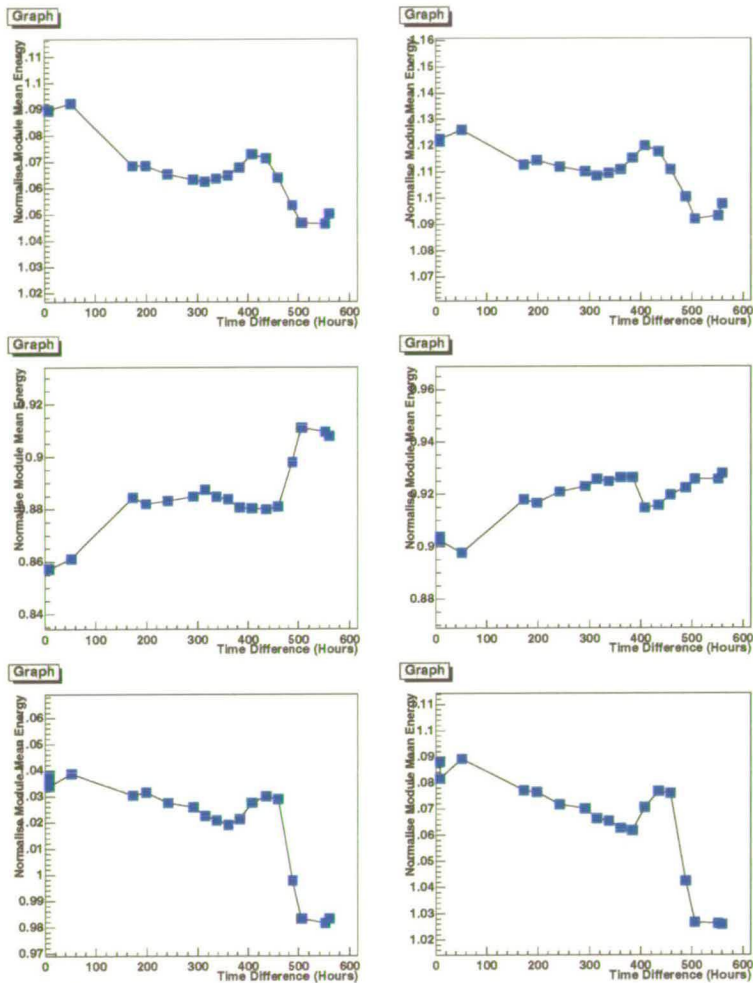 Graph
Normalise Module Mean Energy
1.11
1.1
1.09
1.08
1.07
1.06
1.05
1.04
1.03
1.02
0 100 200 300 400 500 600
Time Difference (Hours)
Graph
Normalise Module Mean Energy
1.16
1.15
1.14
1.13
1.12
1.11
1.1
1.09
1.08
1.07
0 100 200 300 400 500 600
Time Difference (Hours)
Graph
Normalise Module Mean Energy
0.92
0.9
0.88
0.86
0.84
0 100 200 300 400 500 600
Time Difference (Hours)
Graph
Normalise Module Mean Energy
0.96
0.94
0.92
0.9
0.88
0 100 200 300 400 500 600
Time Difference (Hours)
Graph
Normalise Module Mean Energy
1.06
1.05
1.04
1.03
1.02
1.01
1
0.99
0.98
0.97
0 100 200 300 400 500 600
Time Difference (Hours)
Graph
Normalise Module Mean Energy
1.11
1.1
1.09
1.08
1.07
1.06
1.05
1.04
1.03
1.02
0 100 200 300 400 500 600
Time Difference (Hours)